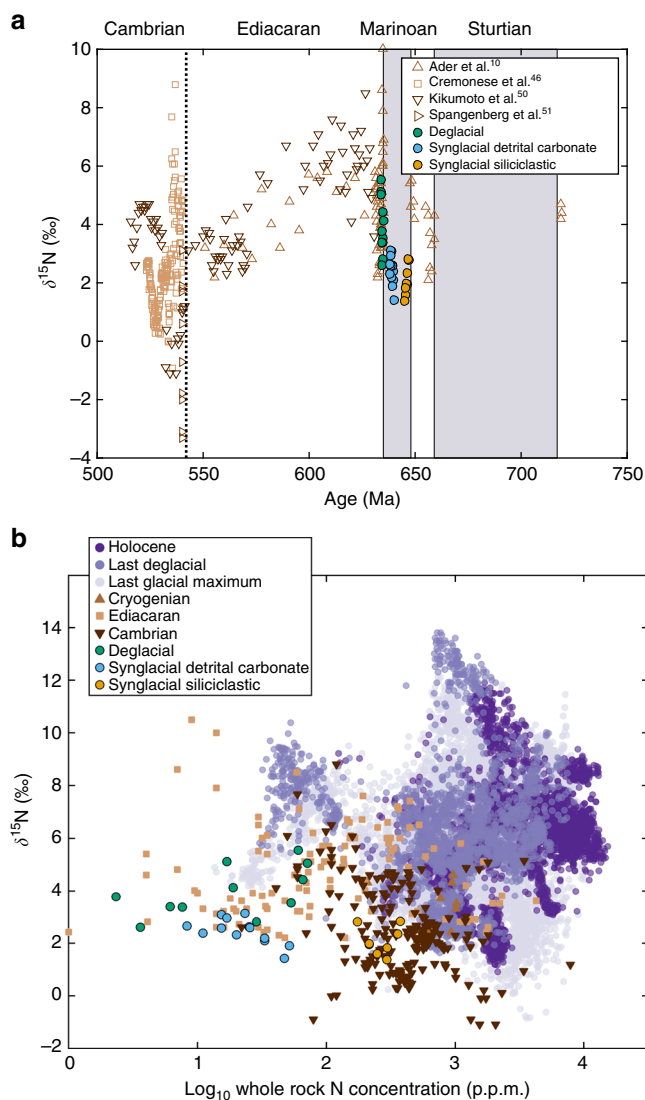 a
Cambrian Ediacaran Marinoan Sturtian
10
8
6
4
2
0
−2
−4
δ15N (‰)
Ader et al.10
Cremonese et al.46
Kikumoto et al.50
Spangenberg et al.51
Deglacial
Synglacial detrital carbonate
Synglacial siliciclastic
500 550 600 650 700 750
Age (Ma)
b
Holocene
Last deglacial
Last glacial maximum
Cryogenian
Ediacaran
Cambrian
Deglacial
Synglacial detrital carbonate
Synglacial siliciclastic
14
12
10
8
6
4
2
0
−2
δ15N (‰)
0 1 2 3 4
Log10 whole rock N concentration (p.p.m.)